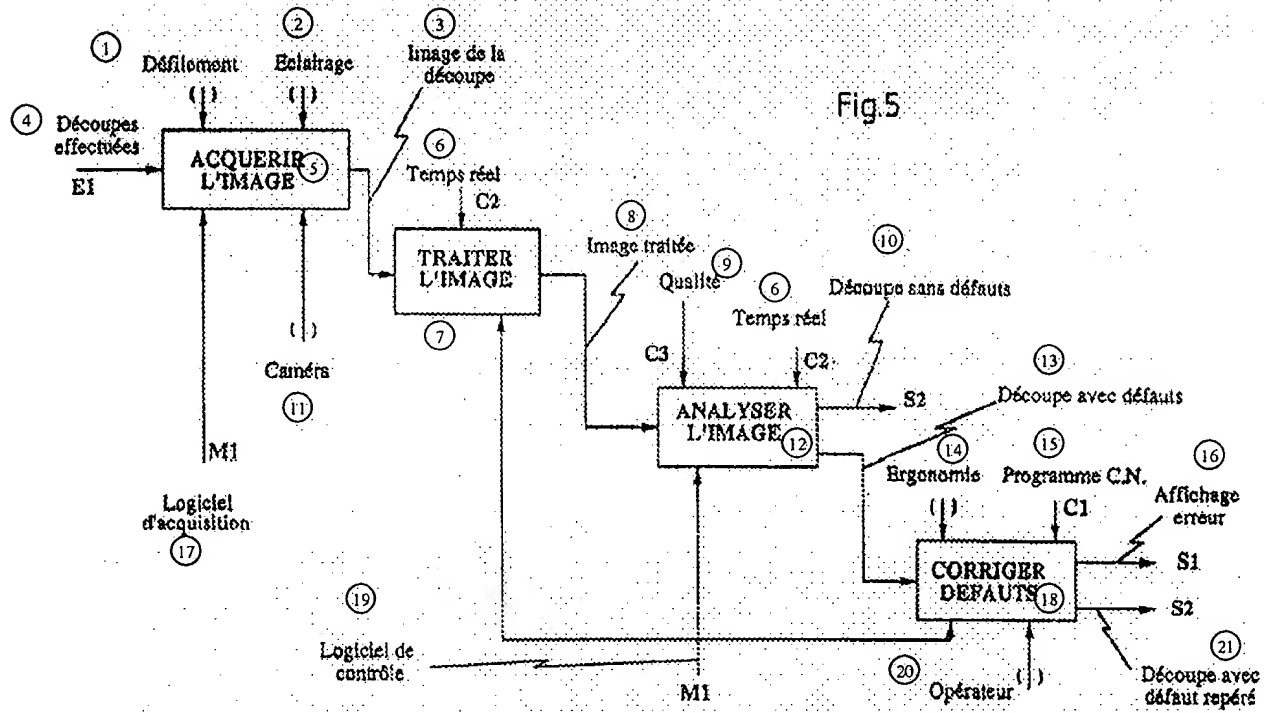 1
2
3
Défilement
Eclairage
Image de la
découpe
Fig.5
( )
( )
4
Découpes
effectuées
E1
ACQUERIR
L'IMAGE
5
6
Temps réel
C2
TRAITER
L'IMAGE
7
8
Image traitée
9
Qualité
6
Temps réel
10
Découpe sans défauts
( )
Caméra
11
C3
C2
ANALYSER
L'IMAGE
12
S2
13
Découpe avec défauts
M1
Logiciel
d'acquisition
17
14
Ergonomie
( )
15
Programme C.N.
C1
16
Affichage
erreur
CORRIGER
DEFAUTS
18
S1
S2
19
Logiciel de
contrôle
M1
20
Opérateur
( )
21
Découpe avec
défaut repéré